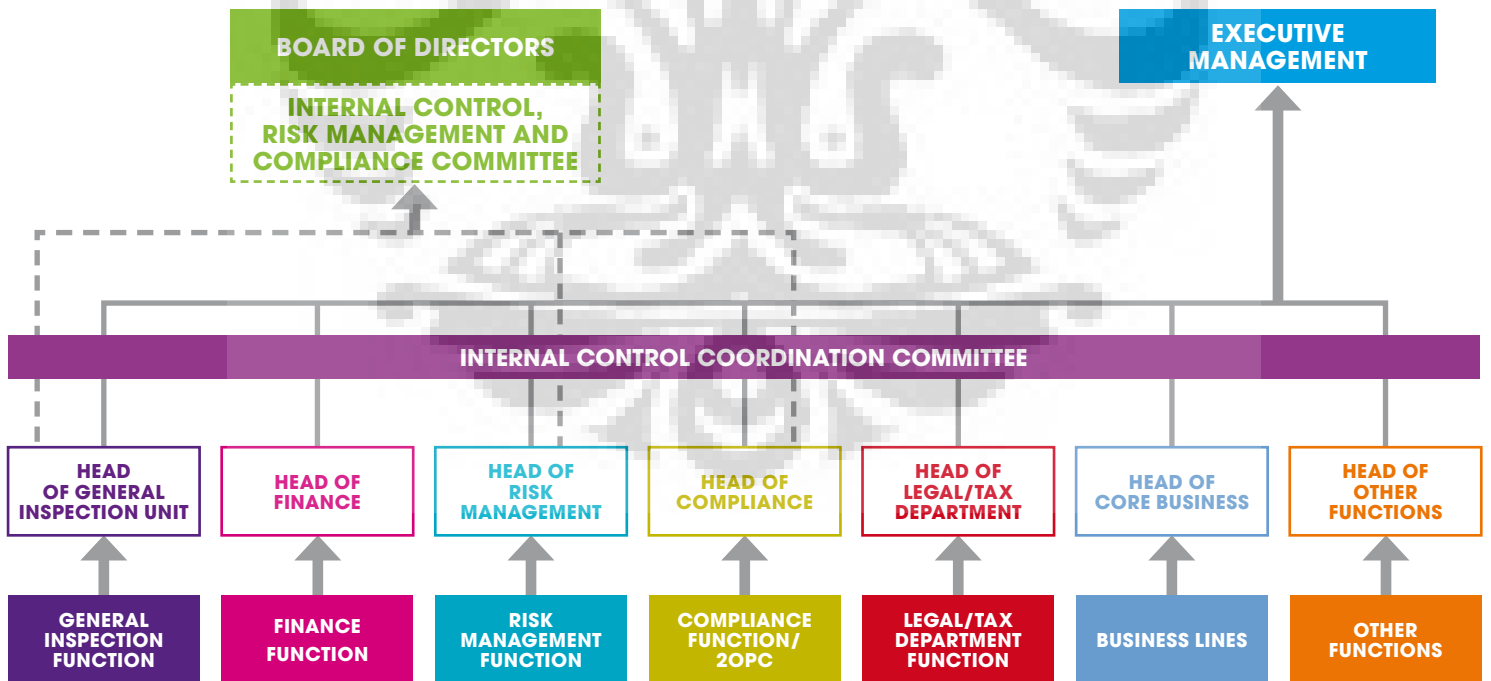 BOARD OF DIRECTORS
INTERNAL CONTROL,
RISK MANAGEMENT AND
COMPLIANCE COMMITTEE
EXECUTIVE
MANAGEMENT
INTERNAL CONTROL COORDINATION COMMITTEE
HEAD
OF GENERAL
INSPECTION UNIT
HEAD OF
FINANCE
HEAD OF
RISK
MANAGEMENT
HEAD OF
COMPLIANCE
HEAD OF
LEGAL/TAX
DEPARTMENT
HEAD OF
CORE BUSINESS
HEAD OF
OTHER
FUNCTIONS
GENERAL
INSPECTION
FUNCTION
FINANCE
FUNCTION
RISK
MANAGEMENT
FUNCTION
COMPLIANCE
FUNCTION/
2OPC
LEGAL/TAX
DEPARTMENT
FUNCTION
BUSINESS LINES
OTHER
FUNCTIONS